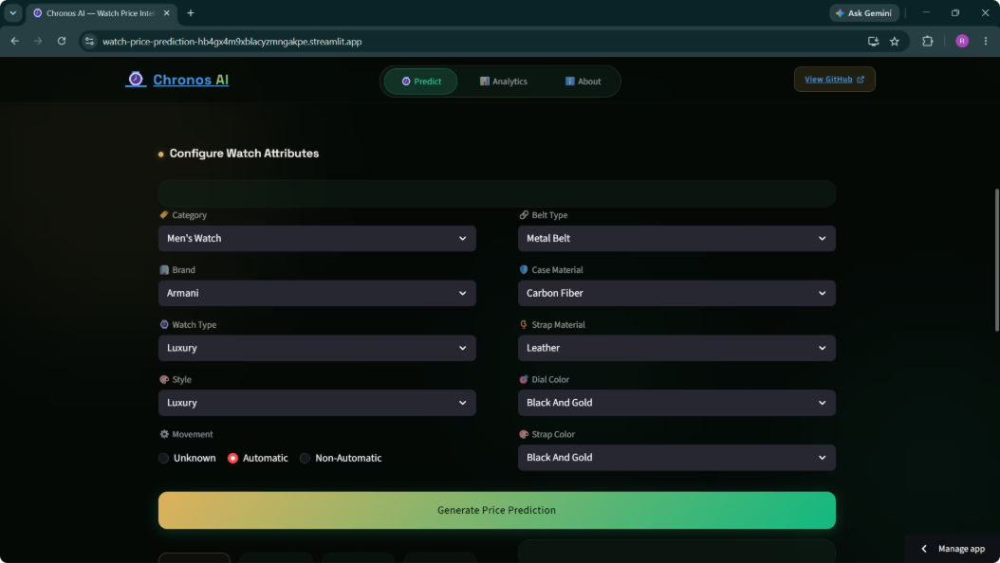 Chronos AI — Watch Price Inte
Ask Gemini
watch-price-prediction-hb4gx4m9xblacyzmngakpe.streamlit.app
R
Chronos AI
Predict
Analytics
About
View GitHub
Configure Watch Attributes
Category
Men's Watch
Brand
Armani
Watch Type
Luxury
Style
Luxury
Movement
Unknown Automatic Non-Automatic
Belt Type
Metal Belt
Case Material
Carbon Fiber
Strap Material
Leather
Dial Color
Black And Gold
Strap Color
Black And Gold
Generate Price Prediction
Manage app